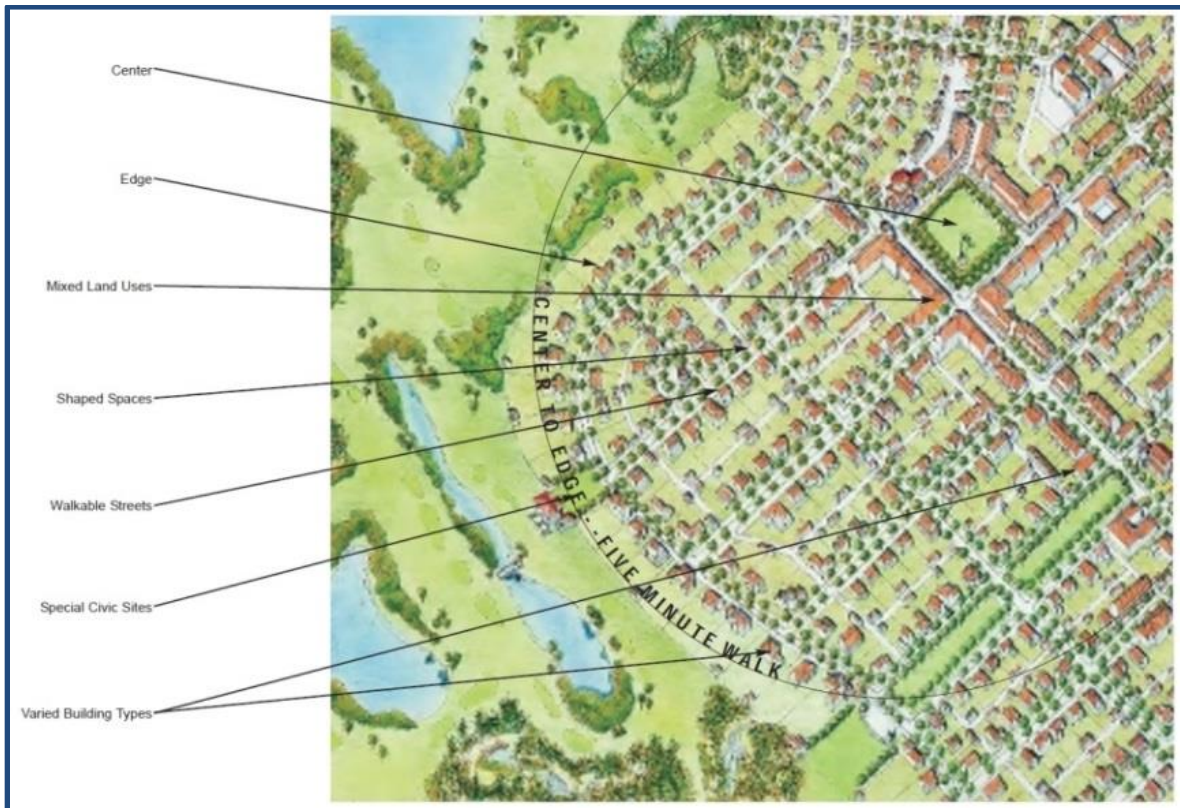 Center
Edge
Mixed Land Uses
Shaped Spaces
Walkable Streets
Special Civic Sites
Varied Building Types
CENTER TO EDGE...FIVE MINUTE WALK